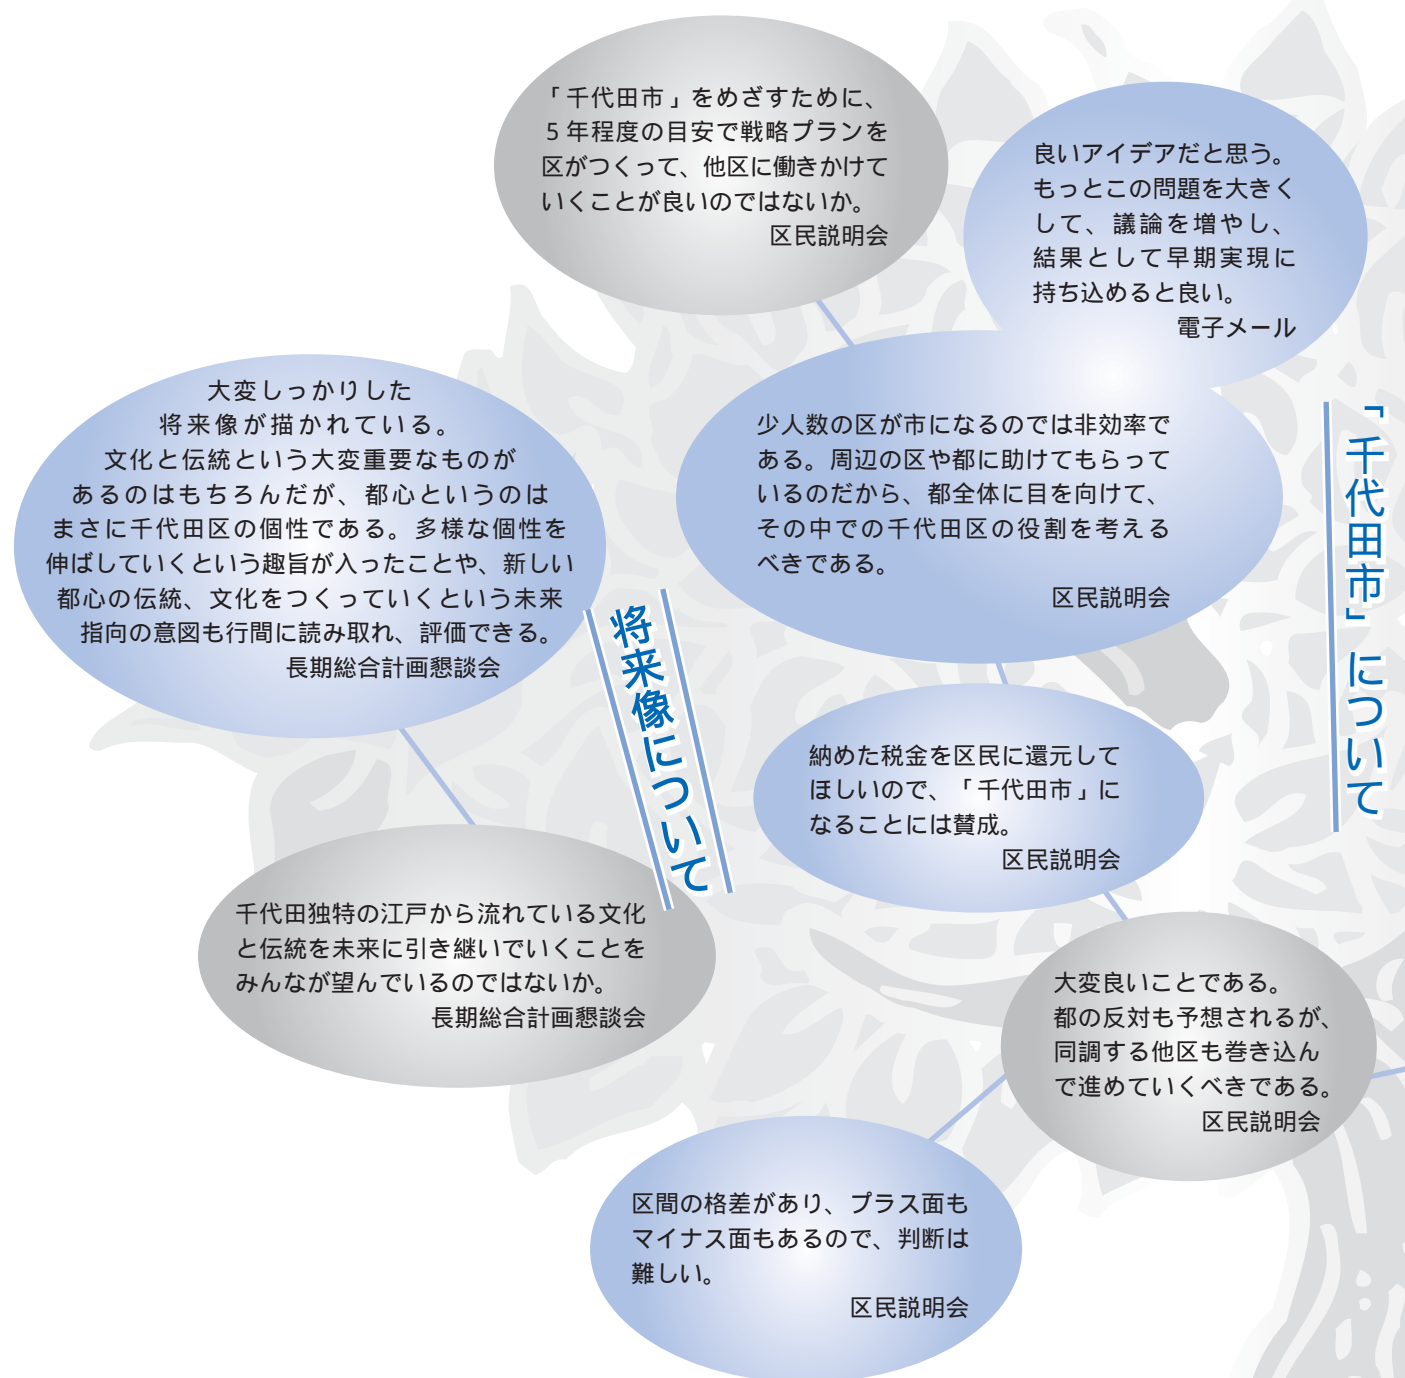 「千代田市」をめざすために、
5年程度の目安で戦略プランを
区がつくって、他区に働きかけて
いくことが良いのではないか。
区民説明会
良いアイデアだと思う。
もっとこの問題を大きく
して、議論を増やし、
結果として早期実現に
持ち込めると良い。
電子メール
「千代田市」について
少人数の区が市になるのでは非効率で
ある。周辺の区や都に助けてもらって
いるのだから、都全体に目を向けて、
その中での千代田区の役割を考える
べきである。
区民説明会
大変しっかりした
将来像が描かれている。
文化と伝統という大変重要なものが
あるのはもちろんだが、都心というのは
まさに千代田区の個性である。多様な個性を
伸ばしていくという趣旨が入ったことや、新しい
都心の伝統、文化をつくっていくという未来
指向の意図も行間に読み取れ、評価できる。
長期総合計画懇談会
将来像について
納めた税金を区民に還元して
ほしいので、「千代田市」に
なることには賛成。
区民説明会
千代田独特の江戸から流れている文化
と伝統を未来に引き継いでいくことを
みんなが望んでいるのではないか。
長期総合計画懇談会
大変良いことである。
都の反対も予想されるが、
同調する他区も巻き込ん
で進めていくべきである。
区民説明会
区間の格差があり、プラス面も
マイナス面もあるので、判断は
難しい。
区民説明会